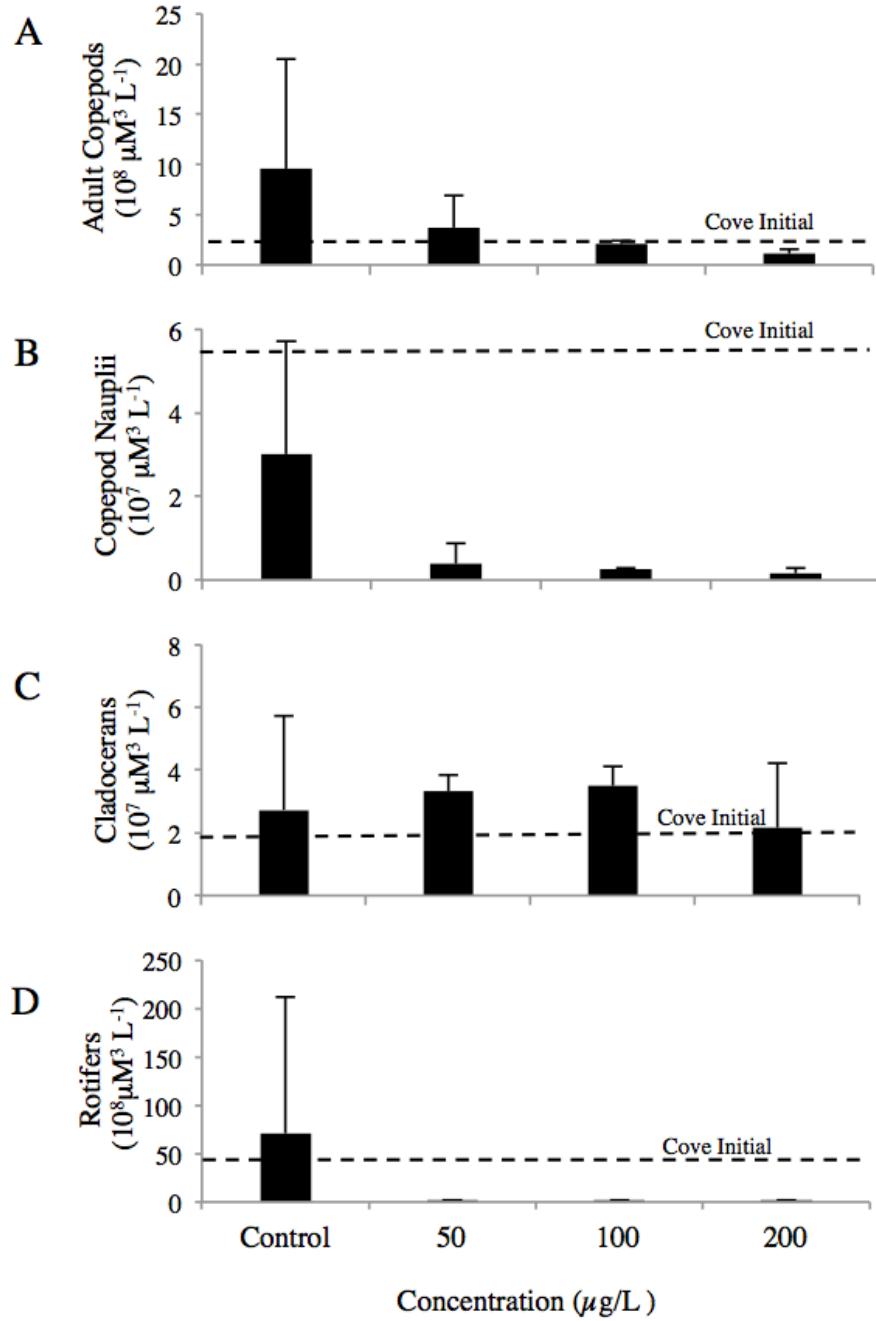 A
Adult Copepods
(10⁸ µM³ L⁻¹)
25
20
15
10
5
0
Cove Initial
B
Copepod Nauplii
(10⁷ µM³ L⁻¹)
6
4
2
0
Cove Initial
C
Cladocerans
(10⁷ µM³ L⁻¹)
8
6
4
2
0
Cove Initial
D
Rotifers
(10⁸µM³ L⁻¹)
250
200
150
100
50
0
Cove Initial
Control 50 100 200
Concentration (µg/L )